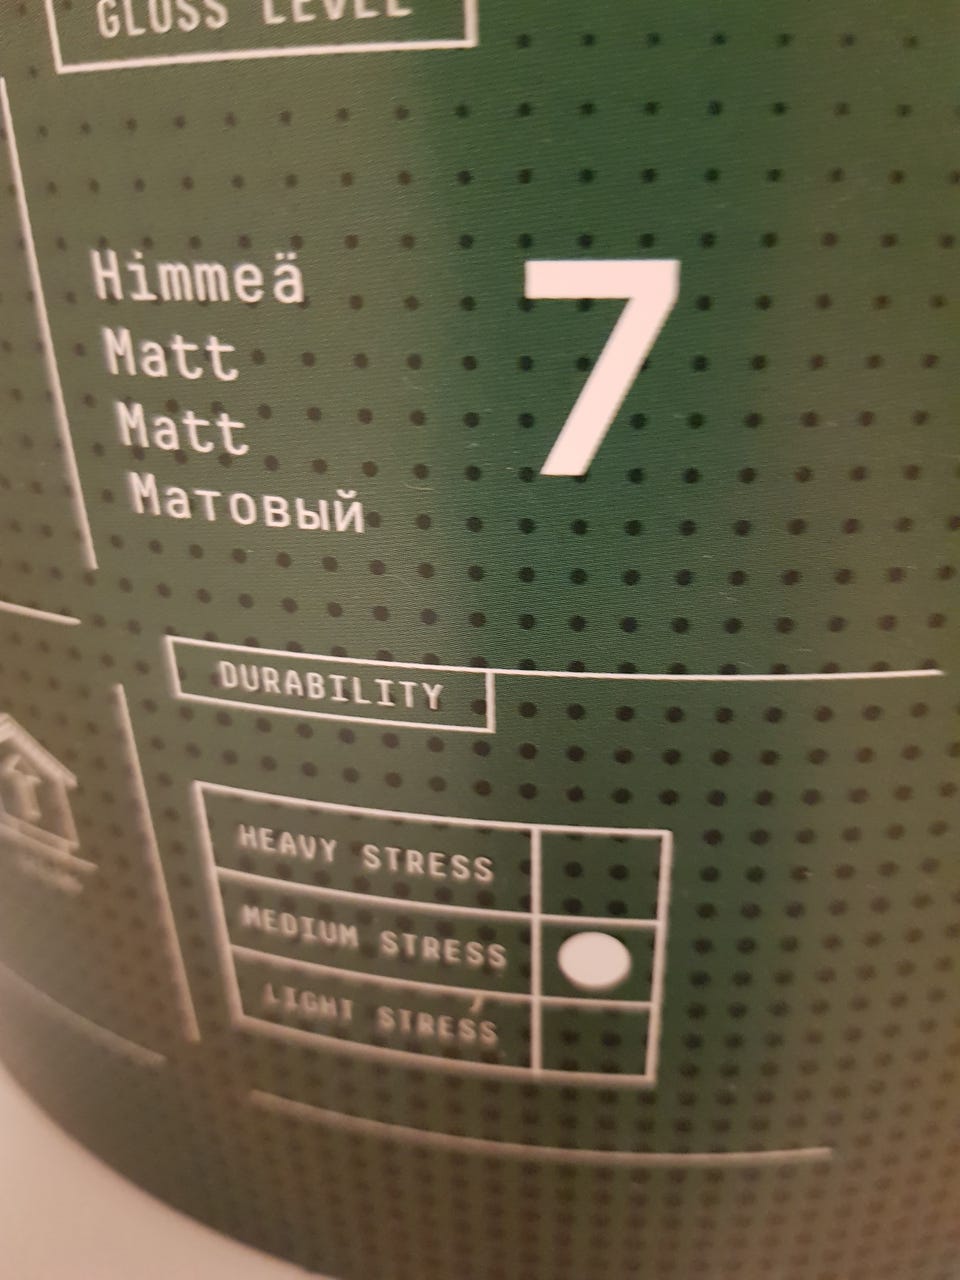 GLOSS LEVEL
Himmeä
Matt
Matt
Матовый
7
DURABILITY
HEAVY STRESS
MEDIUM STRESS
LIGHT STRESS